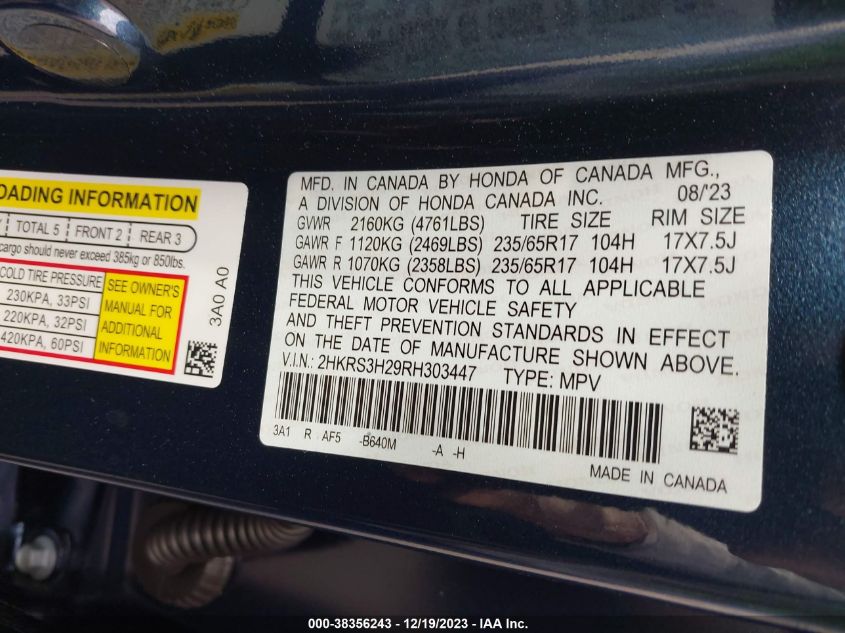 OADING INFORMATION
TOTAL 5 FRONT 2 REAR 3
cargo should never exceed 385kg or 850lbs.
COLD TIRE PRESSURE
230KPA, 33PSI
220KPA, 32PSI
420KPA, 60PSI
SEE OWNER'S
MANUAL FOR
ADDITIONAL
INFORMATION
3A0 A0
MFD. IN CANADA BY HONDA OF CANADA MFG.,
A DIVISION OF HONDA CANADA INC. 08/'23
GVWR 2160KG (4761LBS) TIRE SIZE RIM SIZE
GAWR F 1120KG (2469LBS) 235/65R17 104H 17X7.5J
GAWR R 1070KG (2358LBS) 235/65R17 104H 17X7.5J
THIS VEHICLE CONFORMS TO ALL APPLICABLE
FEDERAL MOTOR VEHICLE SAFETY
AND THEFT PREVENTION STANDARDS IN EFFECT
ON THE DATE OF MANUFACTURE SHOWN ABOVE.
V.I.N.: 2HKRS3H29RH303447 TYPE: MPV
3A1 R AF5 -B640M -A -H
MADE IN CANADA
000-38356243 - 12/19/2023 - IAA Inc.